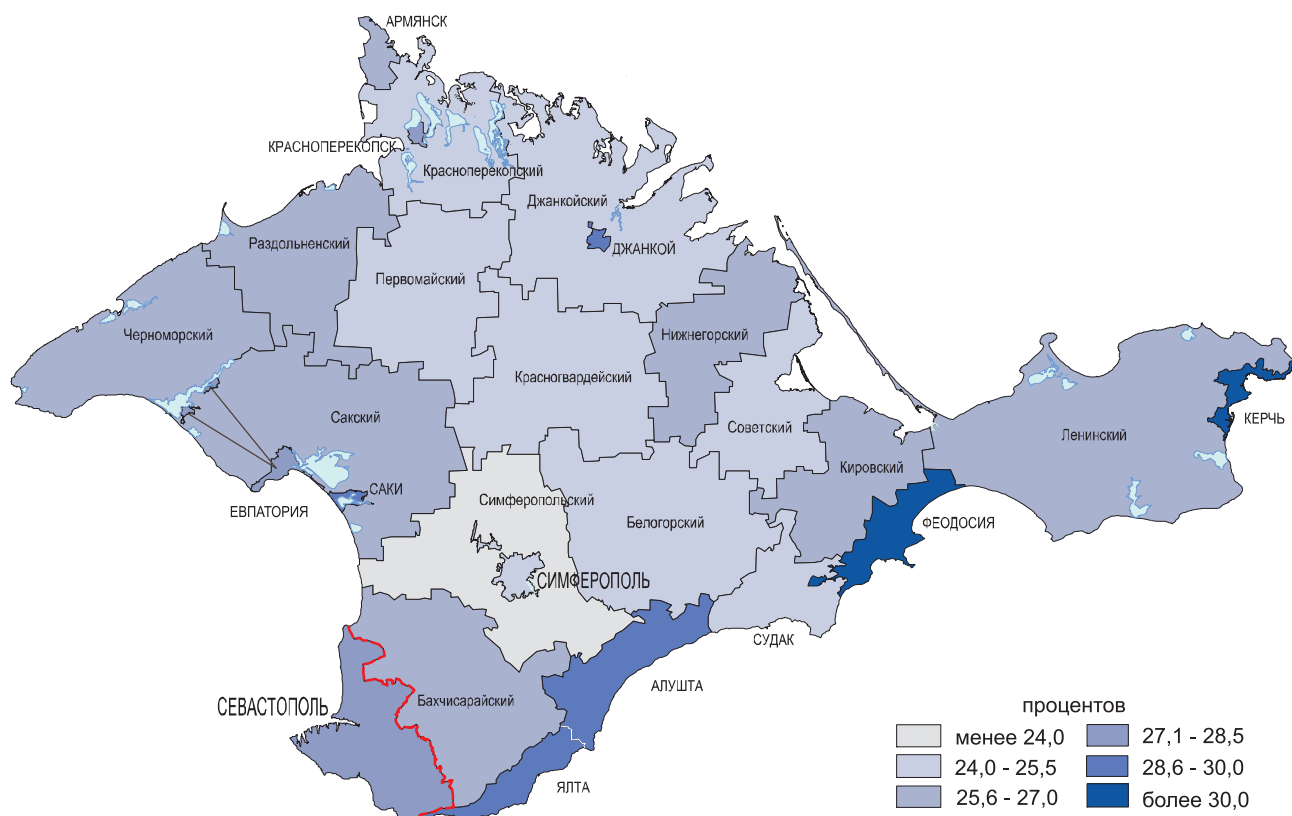 АРМЯНСК
КРАСНОПЕРЕКОПСК
Красноперекопский
Джанкойский
Раздольненский
ДЖАНКОЙ
Первомайский
Черноморский
Нижнегорский
Красногвардейский
Сакский
Советский
Ленинский
КЕРЧЬ
Кировский
САКИ
Симферопольский
ЕВПАТОРИЯ
Белогорский
ФЕОДОСИЯ
СИМФЕРОПОЛЬ
СУДАК
АЛУШТА
Бахчисарайский
СЕВАСТОПОЛЬ
ЯЛТА
процентов
менее 24,0
24,0 - 25,5
25,6 - 27,0
27,1 - 28,5
28,6 - 30,0
более 30,0